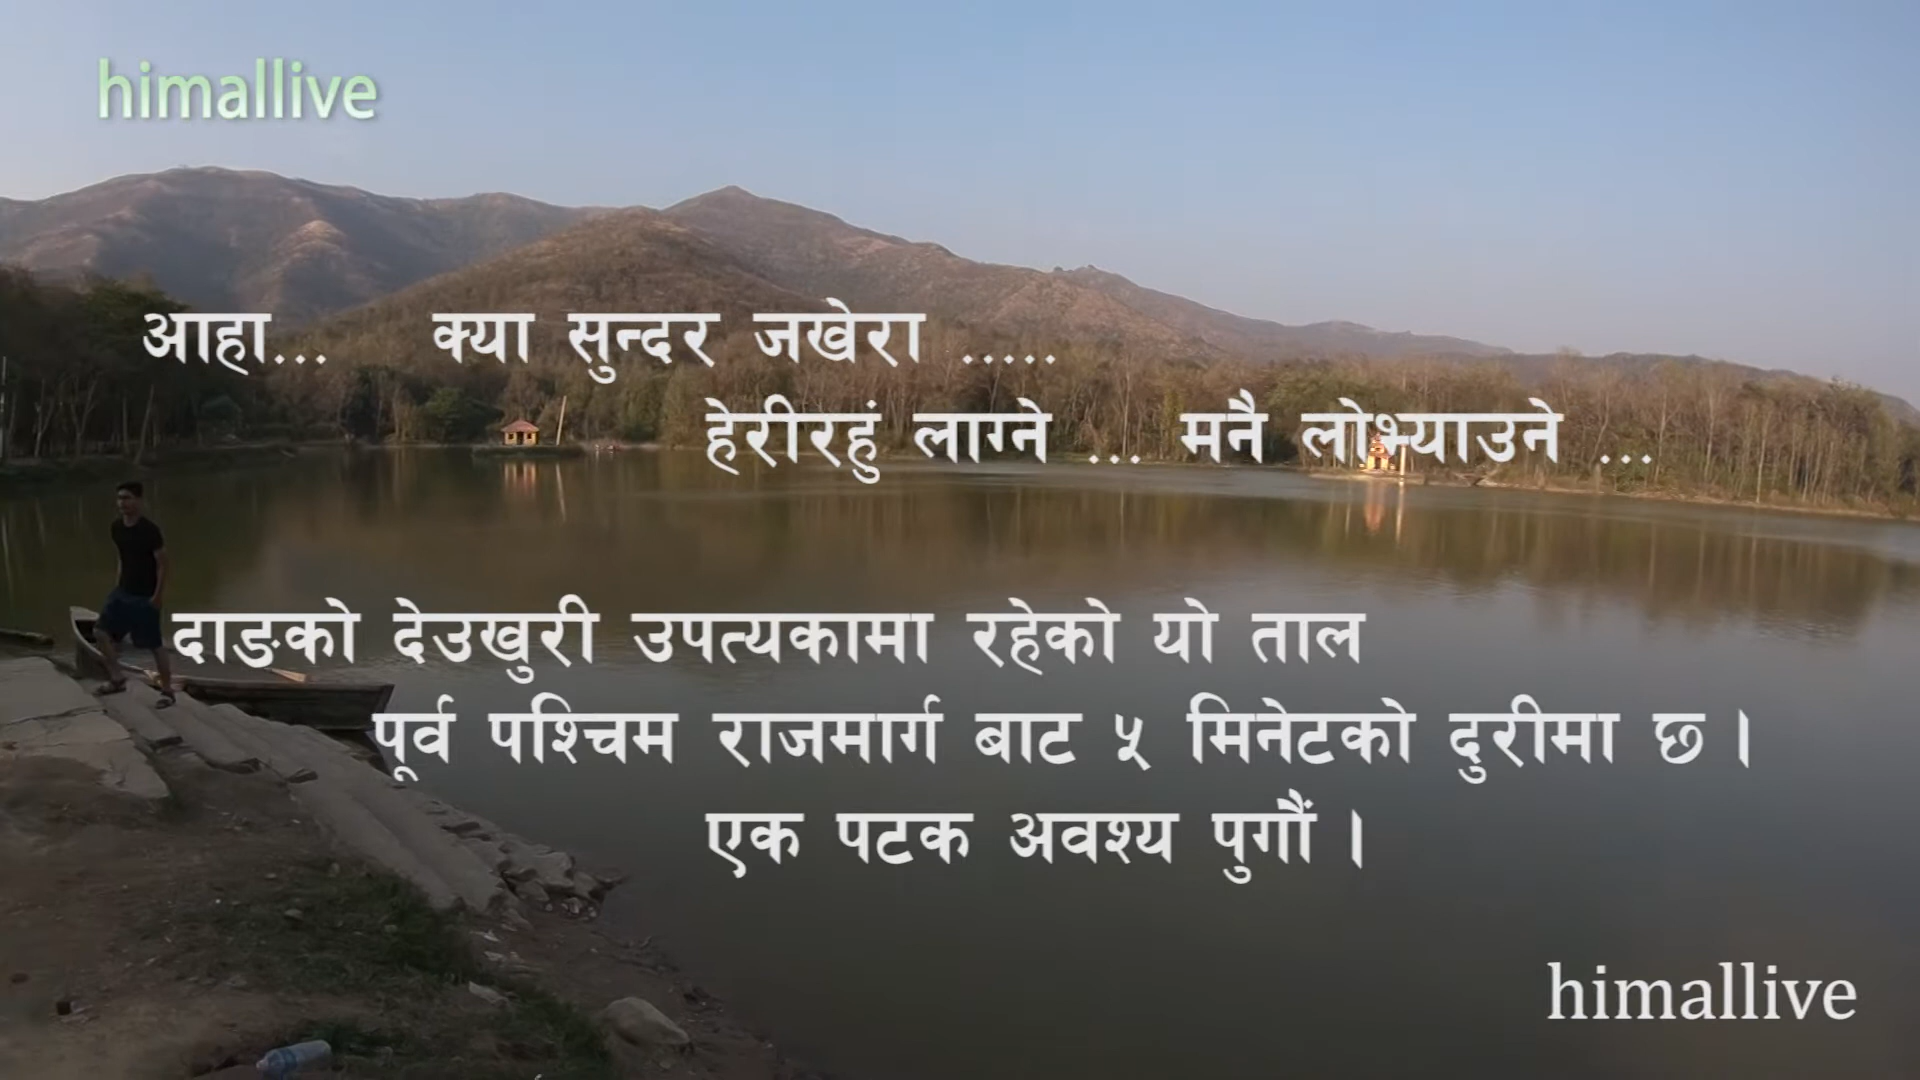 himallive
आहा... क्या सुन्दर जखेरा .....
हेरीरहुं लाग्ने ... मनै लोभ्याउने ...
दाङको देउखुरी उपत्यकामा रहेको यो ताल
पूर्व पश्चिम राजमार्ग बाट ५ मिनेटको दुरीमा छ ।
एक पटक अवश्य पुगौं ।
himallive